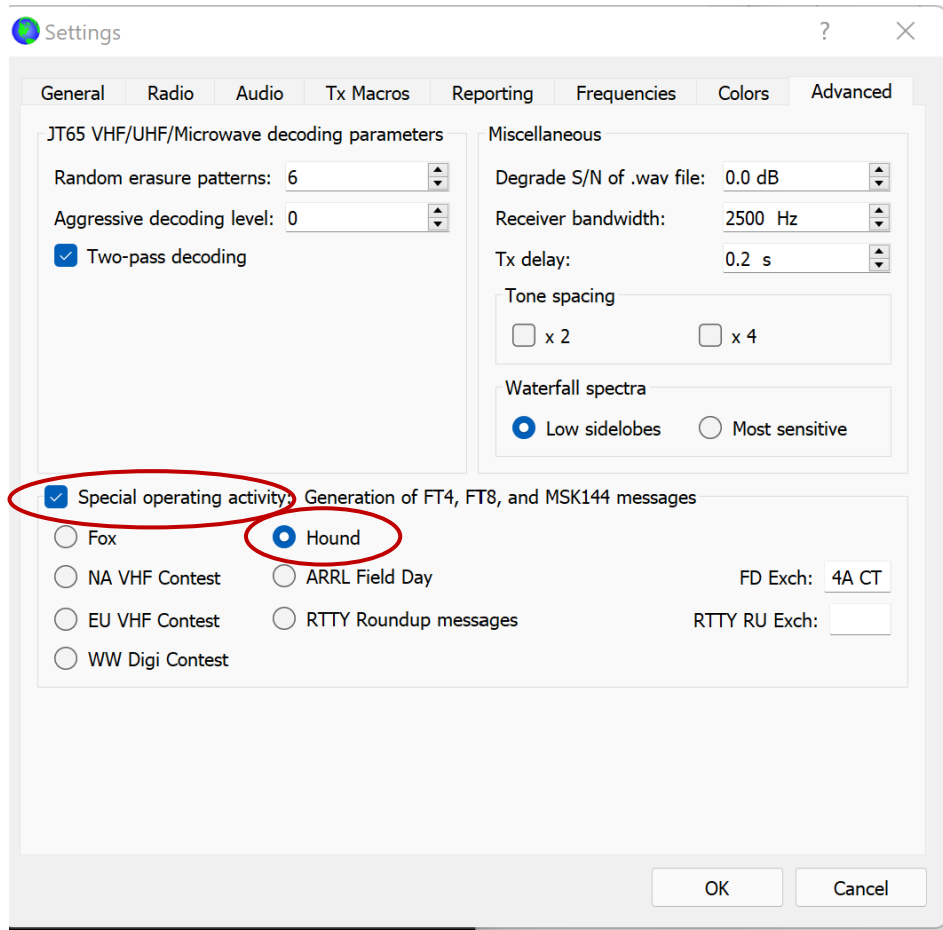 Settings
?
General Radio Audio Tx Macros Reporting Frequencies Colors Advanced
JT65 VHF/UHF/Microwave decoding parameters
Random erasure patterns: 6
Aggressive decoding level: 0
Two-pass decoding
Miscellaneous
Degrade S/N of .wav file: 0.0 dB
Receiver bandwidth: 2500 Hz
Tx delay: 0.2 s
Tone spacing
x 2 x 4
Waterfall spectra
Low sidelobes Most sensitive
Special operating activity: Generation of FT4, FT8, and MSK144 messages
Fox Hound
NA VHF Contest ARRL Field Day FD Exch: 4A CT
EU VHF Contest RTTY Roundup messages RTTY RU Exch:
WW Digi Contest
OK Cancel